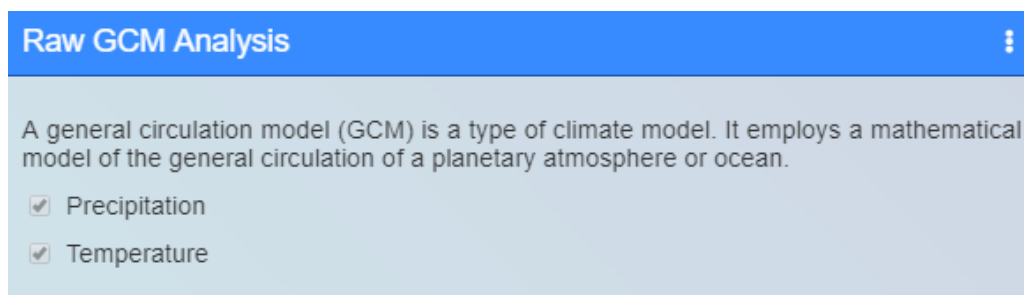 Raw GCM Analysis
A general circulation model (GCM) is a type of climate model. It employs a mathematical
model of the general circulation of a planetary atmosphere or ocean.
Precipitation
Temperature